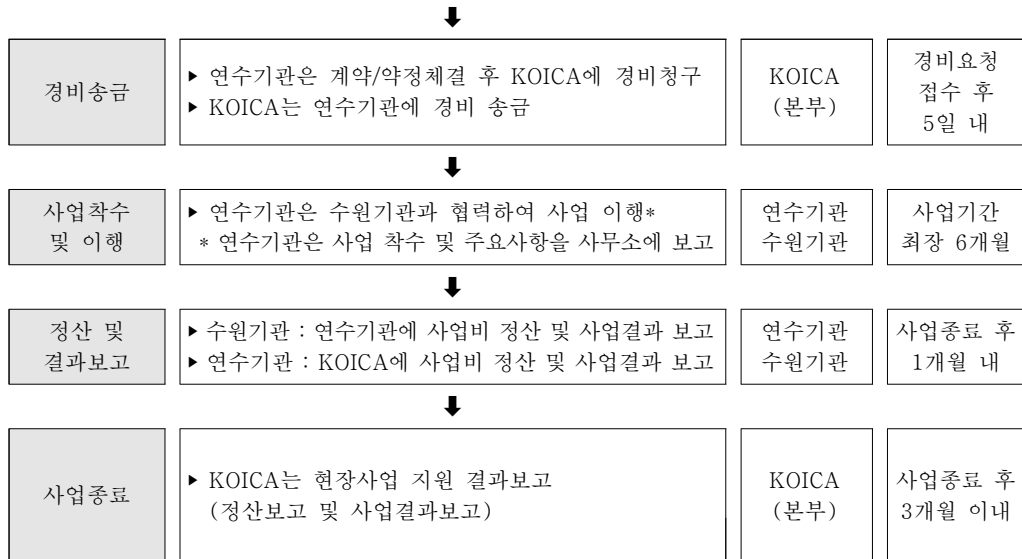 경비송금
▶ 연수기관은 계약/약정체결 후 KOICA에 경비청구
▶ KOICA는 연수기관에 경비 송금
KOICA
(본부)
경비요청
접수 후
5일 내
사업착수
및 이행
▶ 연수기관은 수원기관과 협력하여 사업 이행*
* 연수기관은 사업 착수 및 주요사항을 사무소에 보고
연수기관
수원기관
사업기간
최장 6개월
정산 및
결과보고
▶ 수원기관 : 연수기관에 사업비 정산 및 사업결과 보고
▶ 연수기관 : KOICA에 사업비 정산 및 사업결과 보고
연수기관
수원기관
사업종료 후
1개월 내
사업종료
▶ KOICA는 현장사업 지원 결과보고
(정산보고 및 사업결과보고)
KOICA
(본부)
사업종료 후
3개월 이내